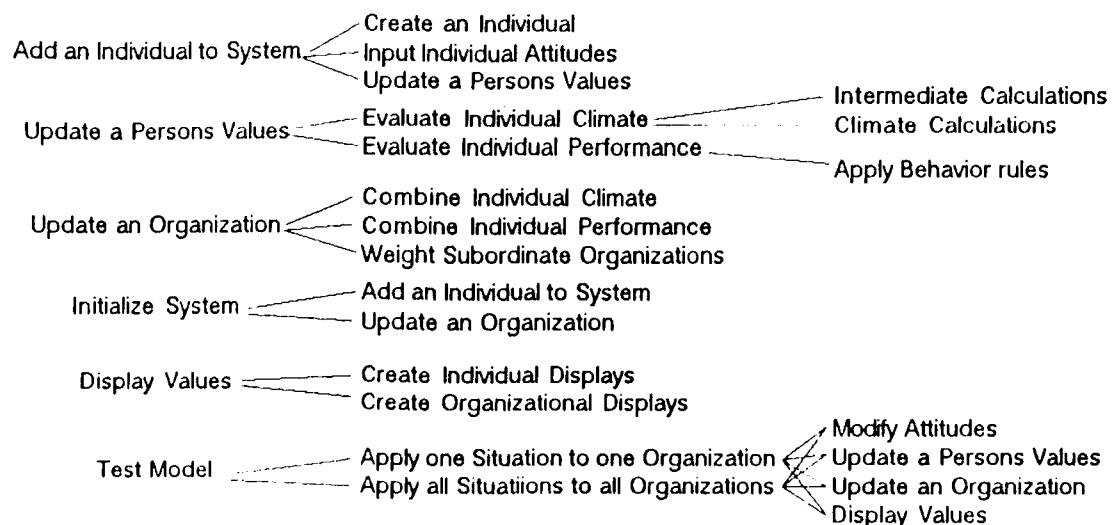 Create an Individual
Add an Individual to System
Input Individual Attitudes
Update a Persons Values
Intermediate Calculations
Evaluate Individual Climate
Update a Persons Values
Climate Calculations
Evaluate Individual Performance
Apply Behavior rules
Combine Individual Climate
Update an Organization
Combine Individual Performance
Weight Subordinate Organizations
Add an Individual to System
Initialize System
Update an Organization
Create Individual Displays
Display Values
Create Organizational Displays
Modify Attitudes
Apply one Situation to one Organization
Update a Persons Values
Test Model
Apply all Situatiions to all Organizations
Update an Organization
Display Values